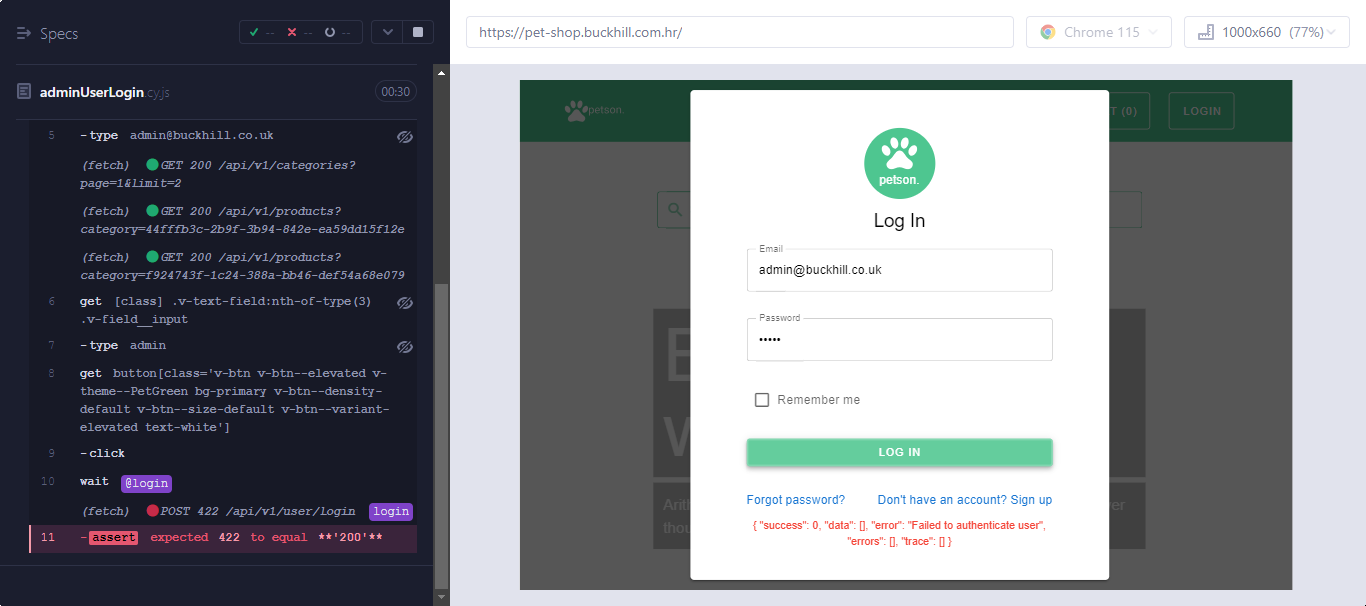 Specs
-- -- --
adminUserLogin.cy.js 00:30
5 -type admin@buckhill.co.uk
(fetch) GET 200 /api/v1/categories?
page=1&limit=2
(fetch) GET 200 /api/v1/products?
category=44fffb3c-2b9f-3b94-842e-ea59dd15f12e
(fetch) GET 200 /api/v1/products?
category=f924743f-1c24-388a-bb46-def54a68e079
6 get [class] .v-text-field:nth-of-type(3)
.v-field__input
7 -type admin
8 get button[class='v-btn v-btn--elevated v-
theme--PetGreen bg-primary v-btn--density-
default v-btn--size-default v-btn--variant-
elevated text-white']
9 -click
10 wait @login
(fetch) POST 422 /api/v1/user/login login
11 -assert expected 422 to equal **'200'**
https://pet-shop.buckhill.com.hr/
Chrome 115
1000x660 (77%)
petson.
T (0)
LOGIN
petson.
Log In
Email
admin@buckhill.co.uk
Password
•••••
Remember me
LOG IN
Forgot password? Don't have an account? Sign up
{ "success": 0, "data": [], "error": "Failed to authenticate user",
"errors": [], "trace": [] }